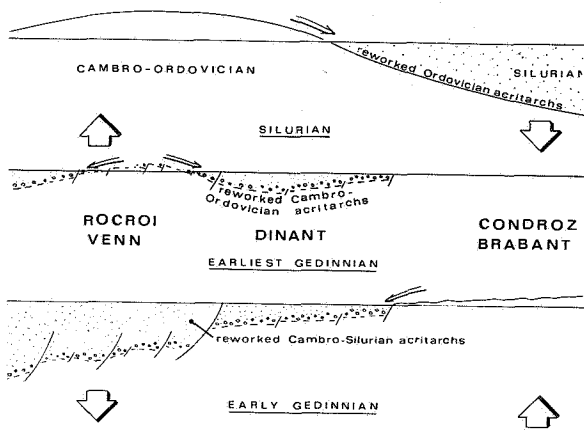 CAMBRO-ORDOVICIAN
SILURIAN
reworked Ordovician acritarchs
SILURIAN
reworked Cambro-
Ordovician acritarchs
ROCROI
VENN
DINANT
CONDROZ
BRABANT
EARLIEST GEDINNIAN
reworked Cambro-Silurian acritarchs
EARLY GEDINNIAN